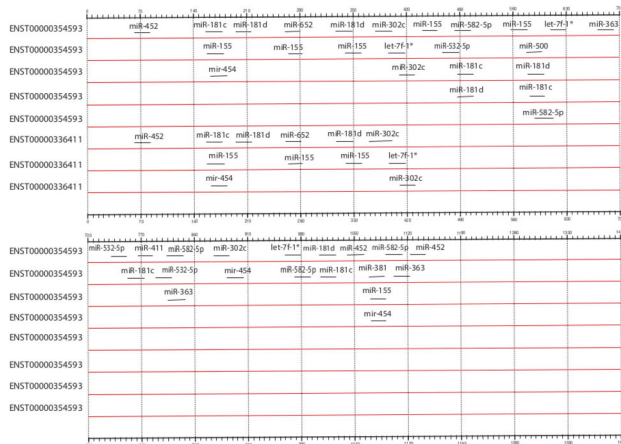 ENST00000354593 miR-452 miR-181c miR-181d miR-652 miR-181d miR-302c miR-155 miR-582-5p miR-155 let-7f-1* miR-363
ENST00000354593 miR-155 miR-155 miR-155 let-7f-1* miR-532-5p miR-500
ENST00000354593 mir-454 miR-302c miR-181c miR-181d
ENST00000354593 miR-181d miR-181c
ENST00000354593 miR-582-5p
ENST00000336411 miR-452 miR-181c miR-181d miR-652 miR-181d miR-302c
ENST00000336411 miR-155 miR-155 miR-155 let-7f-1*
ENST00000336411 mir-454 miR-302c
ENST00000354593 miR-532-5p miR-411 miR-582-5p miR-302c let-7f-1* miR-181d miR-452 miR-582-5p miR-452
ENST00000354593 miR-181c miR-532-5p mir-454 miR-582-5p miR-181c miR-381 miR-363
ENST00000354593 miR-363 miR-155
ENST00000354593 mir-454
ENST00000354593
ENST00000354593
ENST00000354593
ENST00000354593